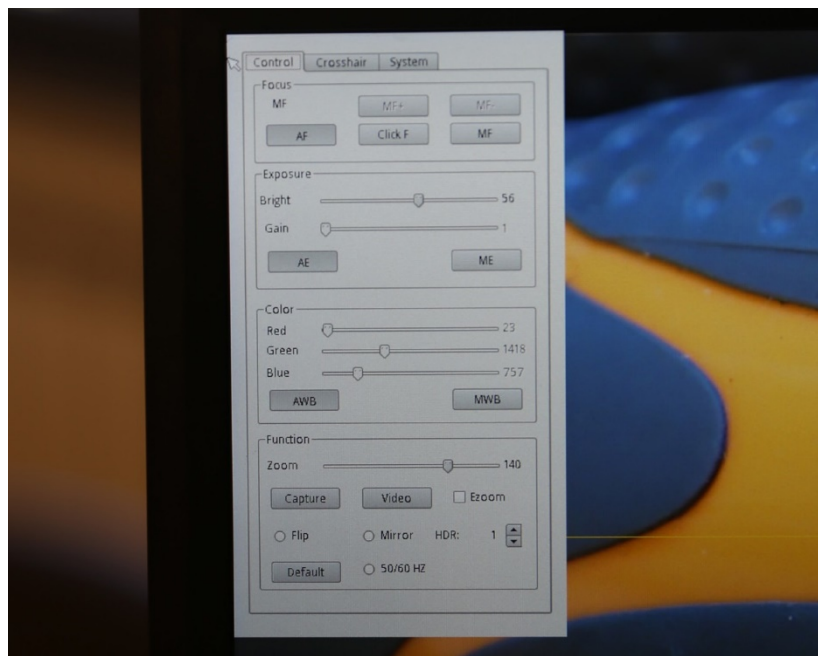 Control Crosshair System
Focus
MF MF+ MF-
AF Click F MF
Exposure
Bright 56
Gain 1
AE ME
Color
Red 23
Green 1418
Blue 757
AWB MWB
Function
Zoom 140
Capture Video Ezoom
Flip Mirror HDR: 1
Default 50/60 HZ